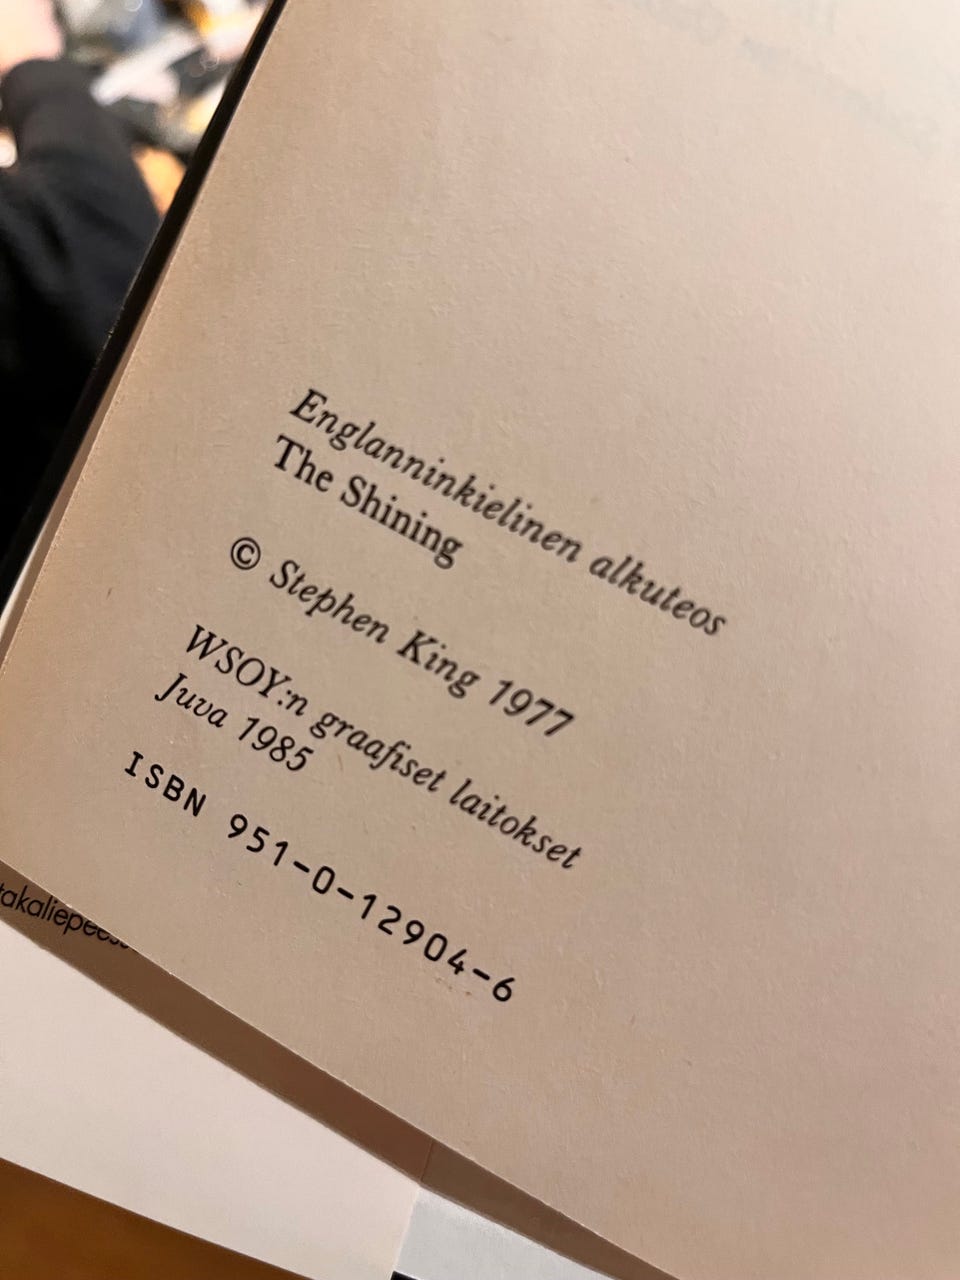 Englanninkielinen alkuteos
The Shining
© Stephen King 1977
WSOY:n graafiset laitokset
Juva 1985
ISBN 951-0-12904-6